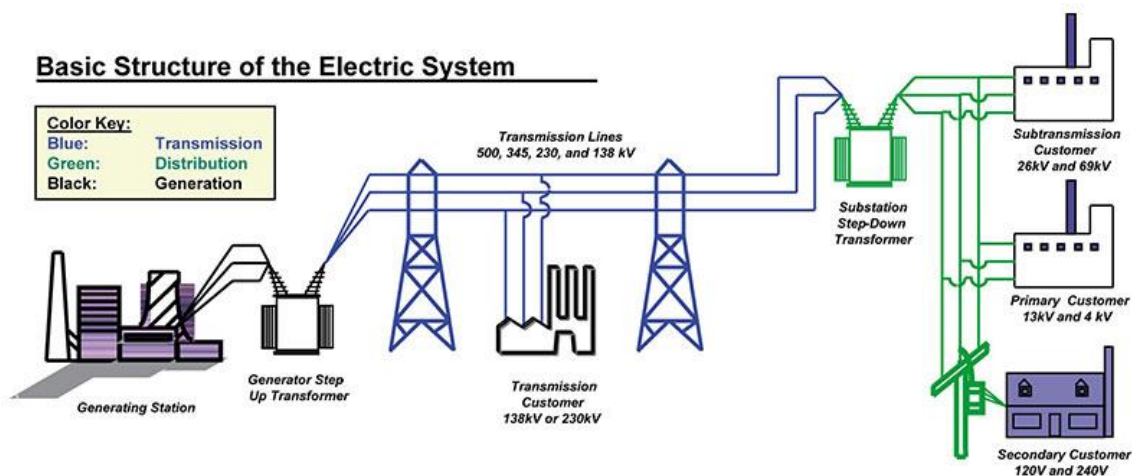 Basic Structure of the Electric System
Color Key:
Blue: Transmission
Green: Distribution
Black: Generation
Transmission Lines
500, 345, 230, and 138 kV
Generating Station
Generator Step
Up Transformer
Transmission
Customer
138kV or 230kV
Substation
Step-Down
Transformer
Subtransmission
Customer
26kV and 69kV
Primary Customer
13kV and 4 kV
Secondary Customer
120V and 240V